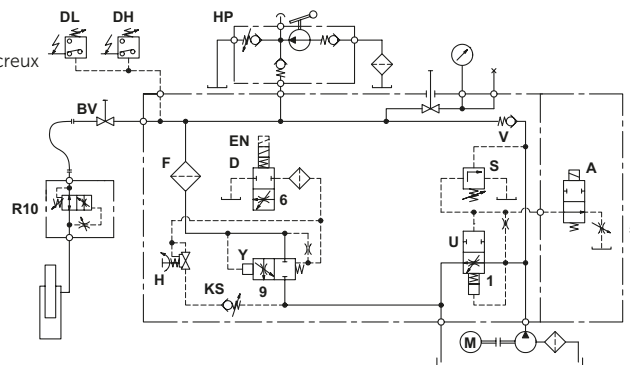 DL DH HP
creux
BV EN V
F D S A
6
R10 U
Y
H KS 9 1
M